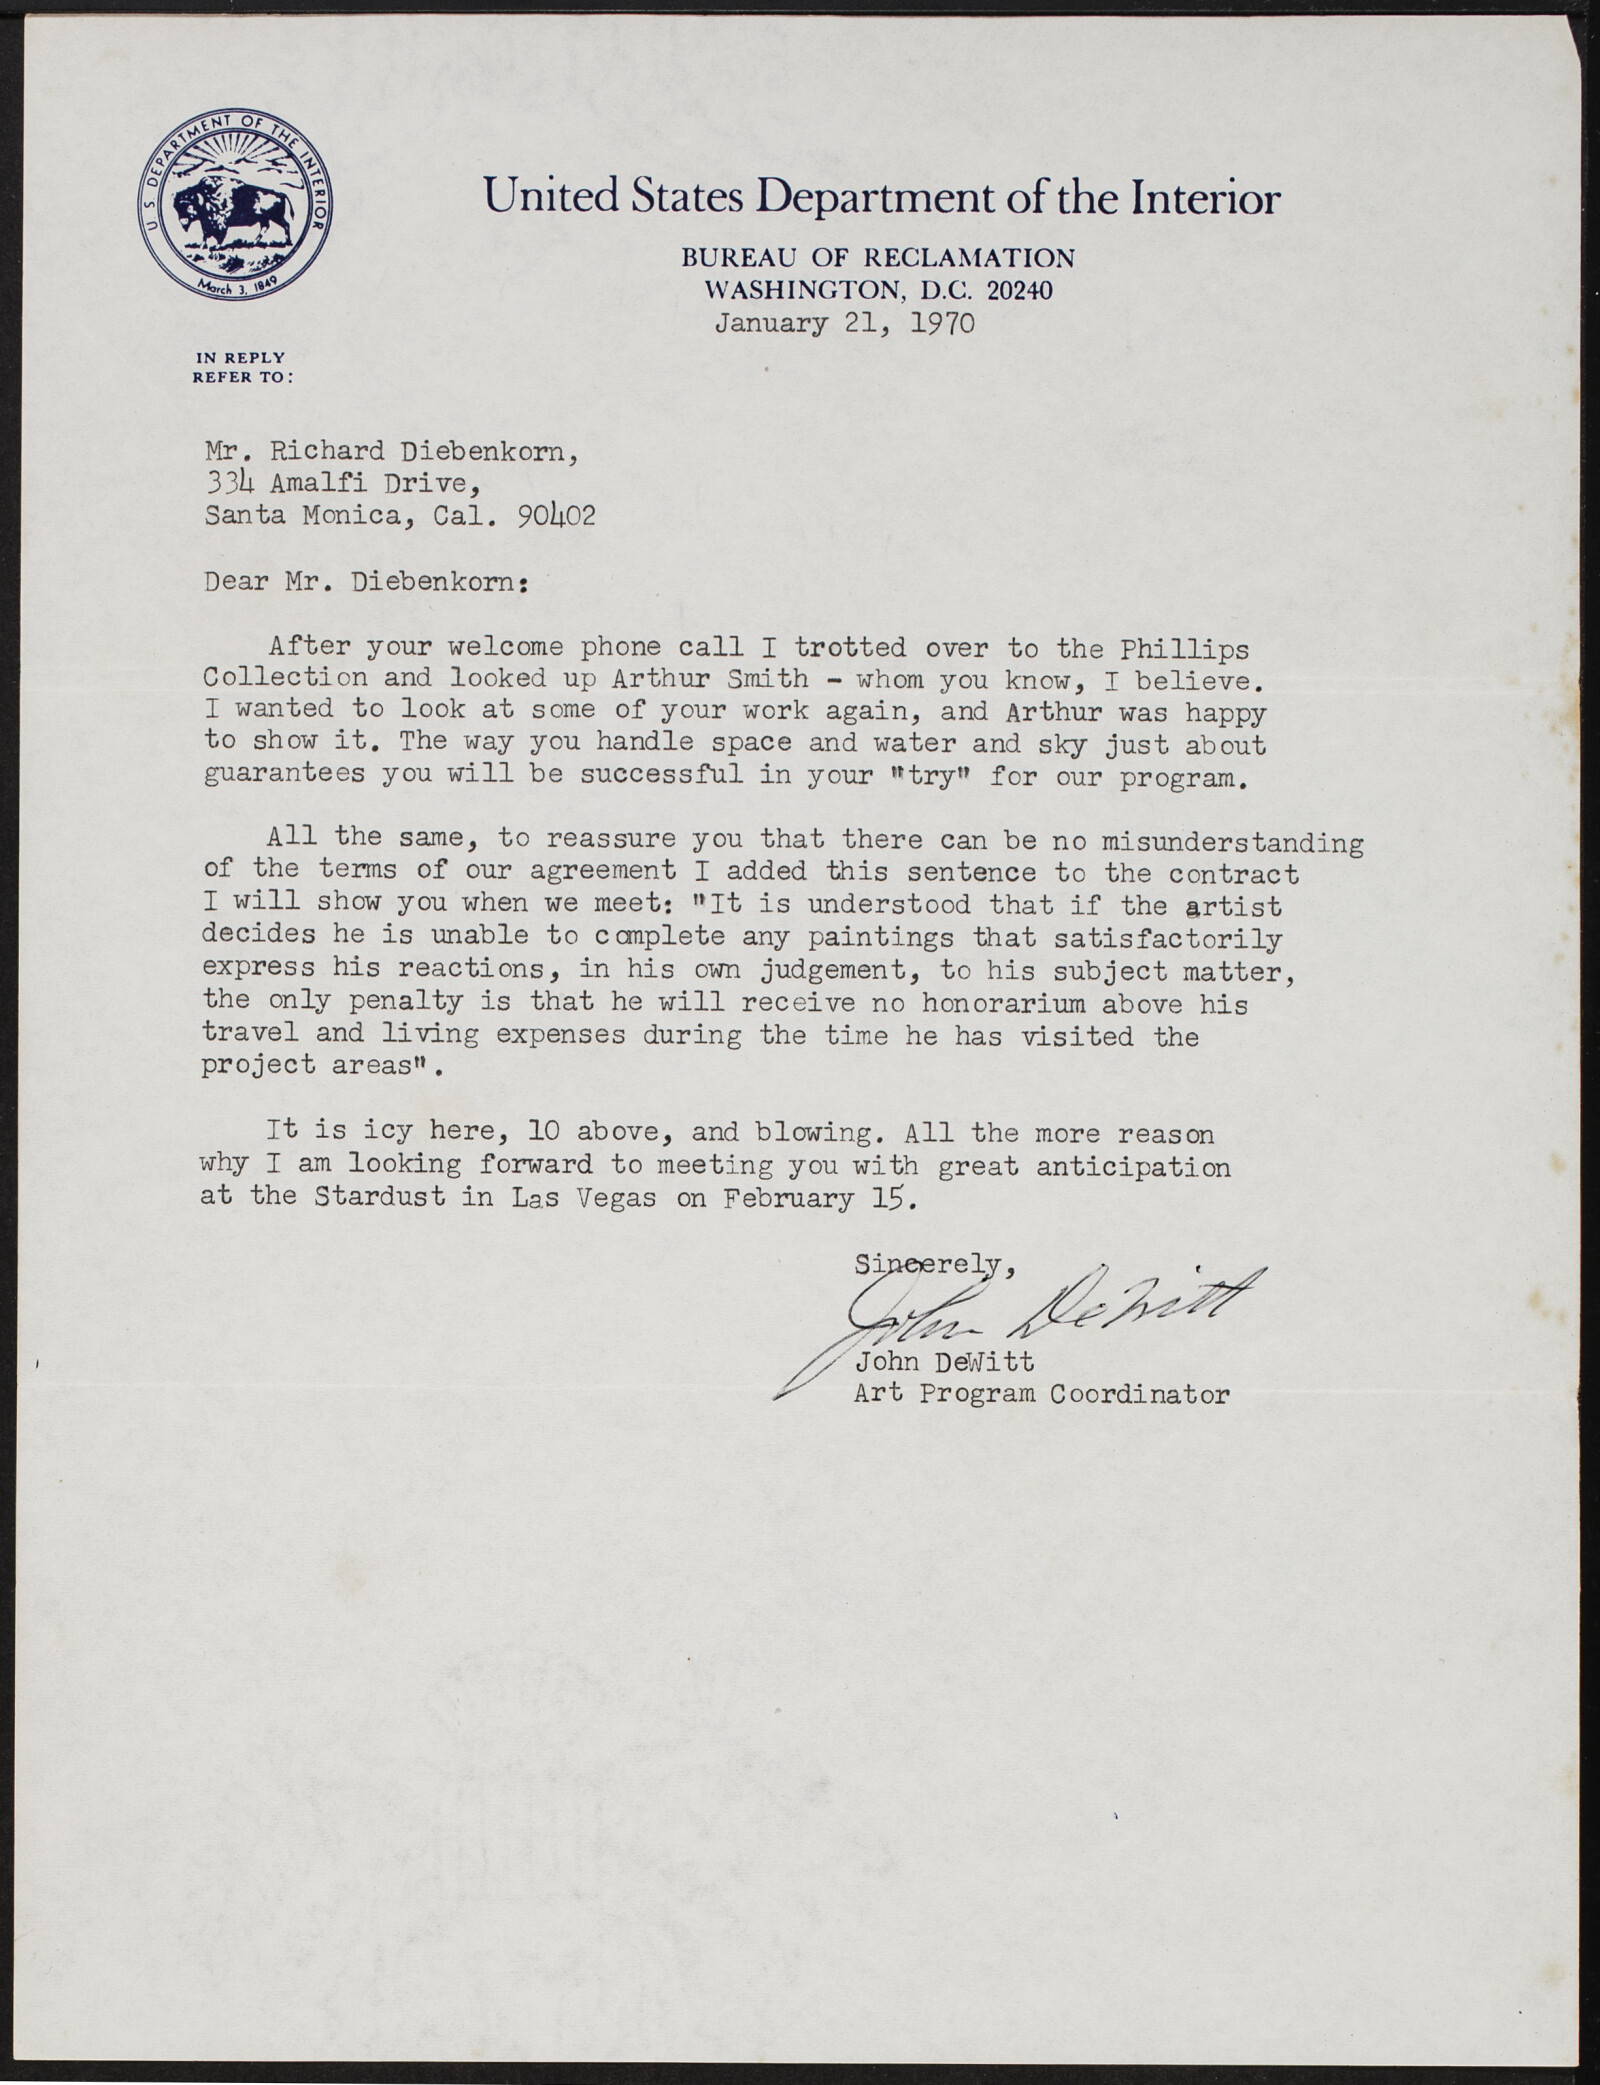 U. S. DEPARTMENT OF THE INTERIOR
March 3, 1849
United States Department of the Interior
BUREAU OF RECLAMATION
WASHINGTON, D.C. 20240
January 21, 1970
IN REPLY
REFER TO:
Mr. Richard Diebenkorn,
334 Amalfi Drive,
Santa Monica, Cal. 90402
Dear Mr. Diebenkorn:
After your welcome phone call I trotted over to the Phillips
Collection and looked up Arthur Smith - whom you know, I believe.
I wanted to look at some of your work again, and Arthur was happy
to show it. The way you handle space and water and sky just about
guarantees you will be successful in your "try" for our program.
All the same, to reassure you that there can be no misunderstanding
of the terms of our agreement I added this sentence to the contract
I will show you when we meet: "It is understood that if the artist
decides he is unable to complete any paintings that satisfactorily
express his reactions, in his own judgement, to his subject matter,
the only penalty is that he will receive no honorarium above his
travel and living expenses during the time he has visited the
project areas".
It is icy here, 10 above, and blowing. All the more reason
why I am looking forward to meeting you with great anticipation
at the Stardust in Las Vegas on February 15.
Sincerely,
John DeWitt
John DeWitt
Art Program Coordinator